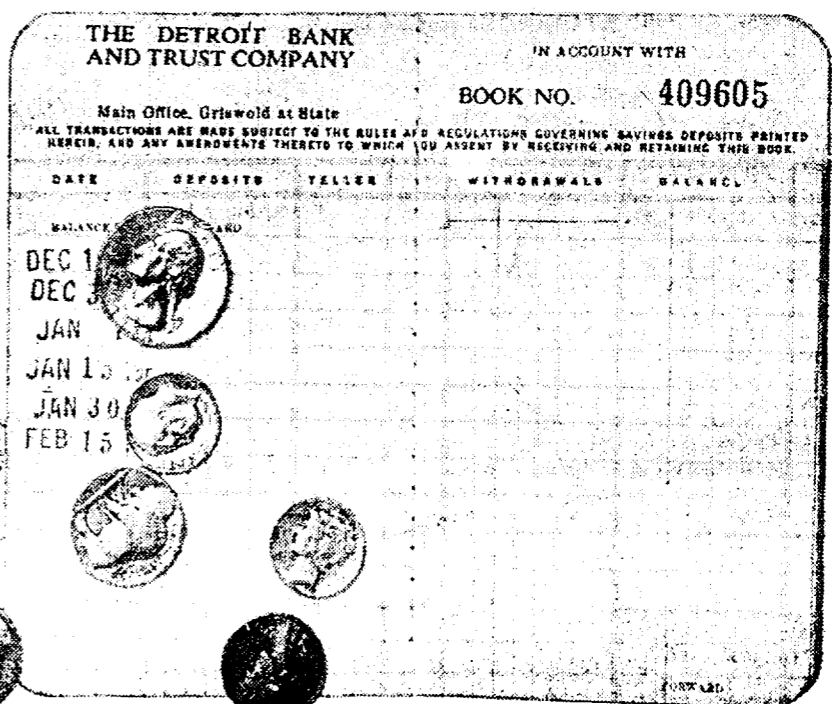 THE DETROIT BANK
AND TRUST COMPANY
IN ACCOUNT WITH
BOOK NO. 409605
Main Office, Griswold at State
ALL TRANSACTIONS ARE MADE SUBJECT TO THE RULES AND REGULATIONS GOVERNING SAVINGS DEPOSITS PRINTED
HEREIN, AND ANY AMENDMENTS THERETO TO WHICH YOU ASSENT BY RECEIVING AND RETAINING THIS BOOK.
DATE DEPOSITS TELLER WITHDRAWALS BALANCE
BALANCE
DEC
DEC
JAN
JAN 15
JAN 30
FEB 15
FORWARD